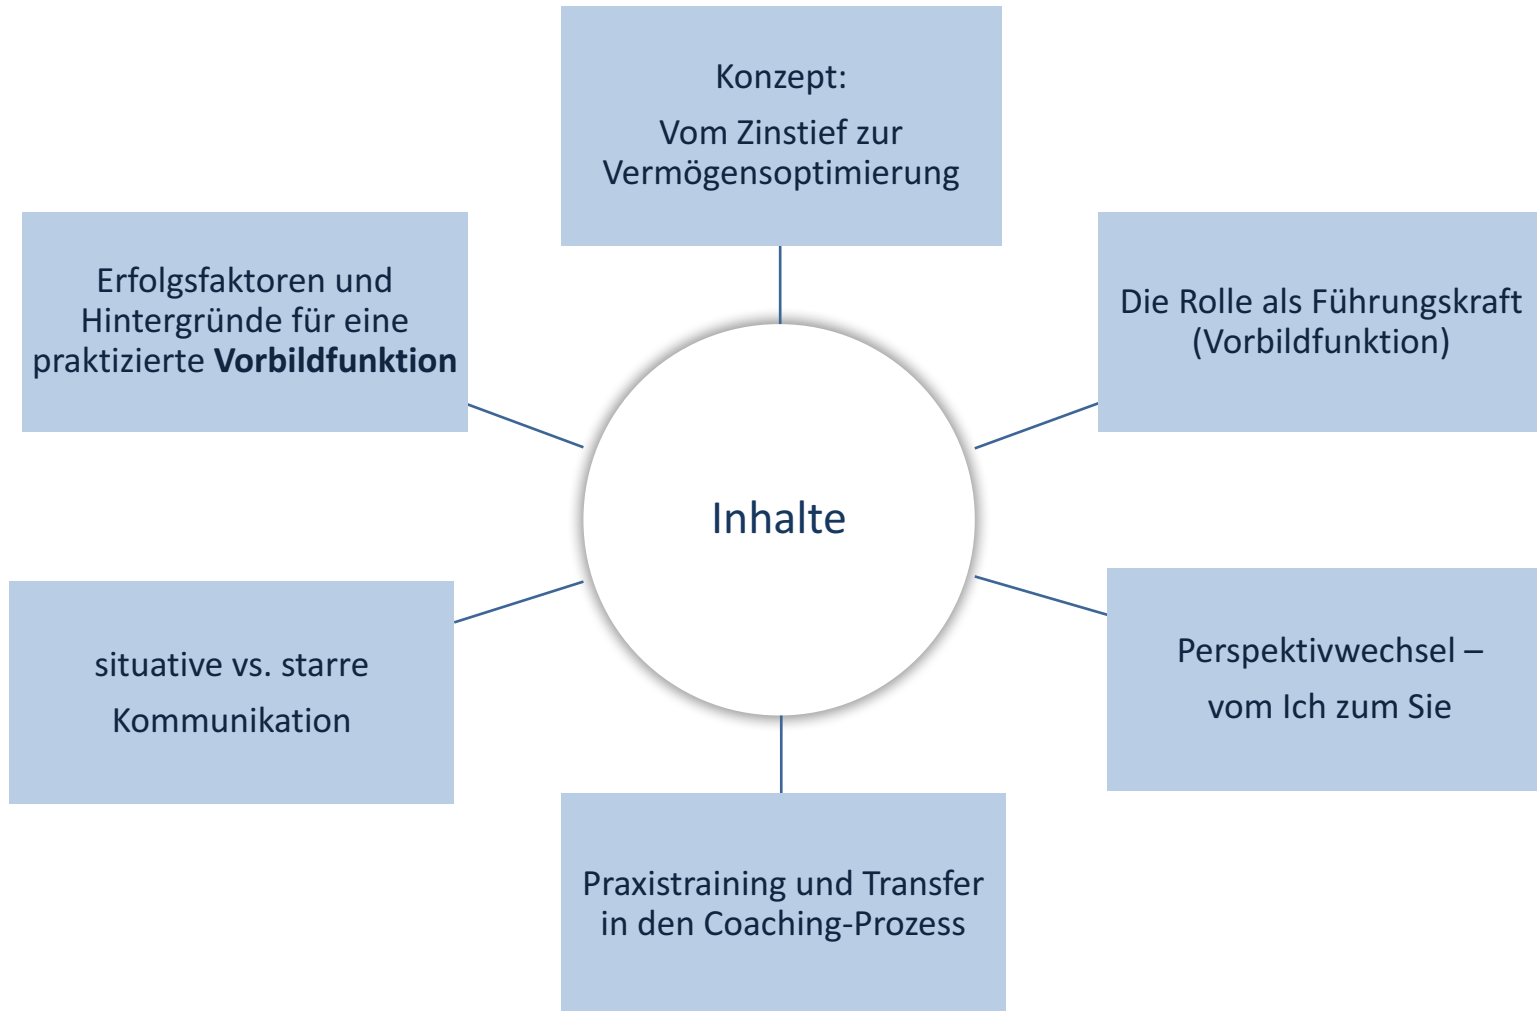 Konzept:
Vom Zinstief zur
Vermögensoptimierung
Erfolgsfaktoren und
Hintergründe für eine
praktizierte Vorbildfunktion
Die Rolle als Führungskraft
(Vorbildfunktion)
Inhalte
situative vs. starre
Kommunikation
Perspektivwechsel –
vom Ich zum Sie
Praxistraining und Transfer
in den Coaching-Prozess